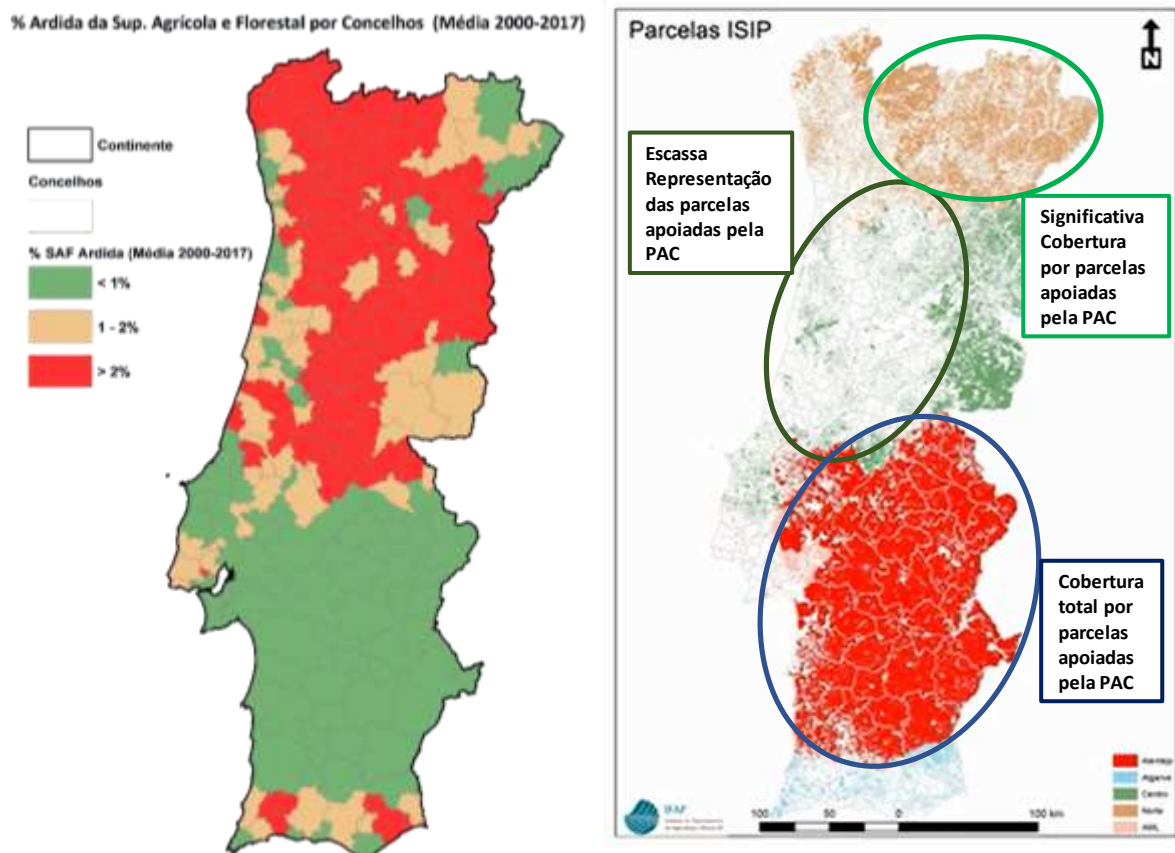 % Ardida da Sup. Agrícola e Florestal por Concelhos (Média 2000-2017)
Continente
Concelhos
% SAF Ardida (Média 2000-2017)
< 1%
1 - 2%
> 2%
Parcelas ISIP
N
Escassa
Representação
das parcelas
apoiadas pela
PAC
Significativa
Cobertura
por parcelas
apoiadas
pela PAC
Cobertura
total por
parcelas
apoiadas
pela PAC
Alentejo
Algarve
Centro
Norte
AML
IFAP
100
50
0
100 km